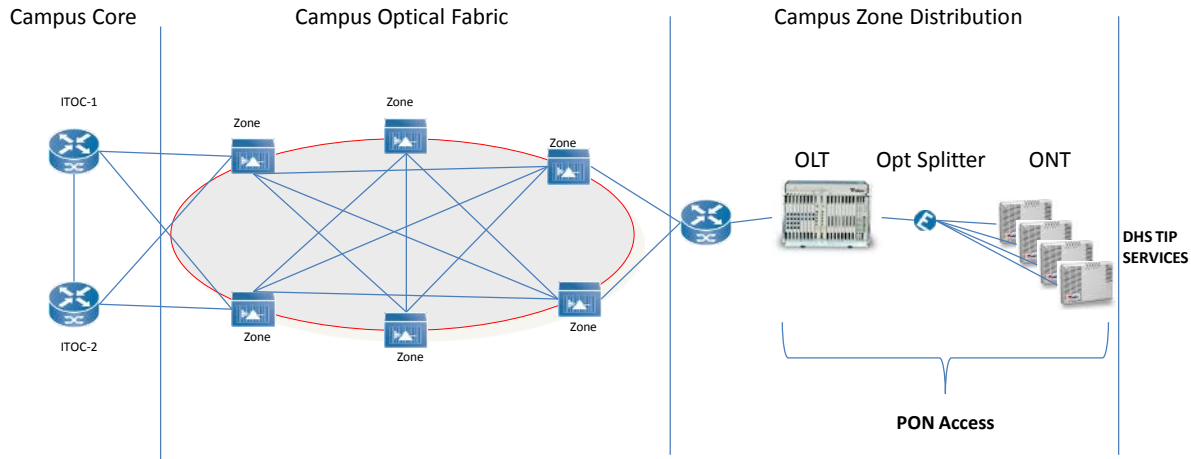 Campus Core
Campus Optical Fabric
Campus Zone Distribution
ITOC-1
Zone
Zone
Zone
OLT
Opt Splitter
ONT
E
DHS TIP
SERVICES
ITOC-2
Zone
Zone
Zone
PON Access